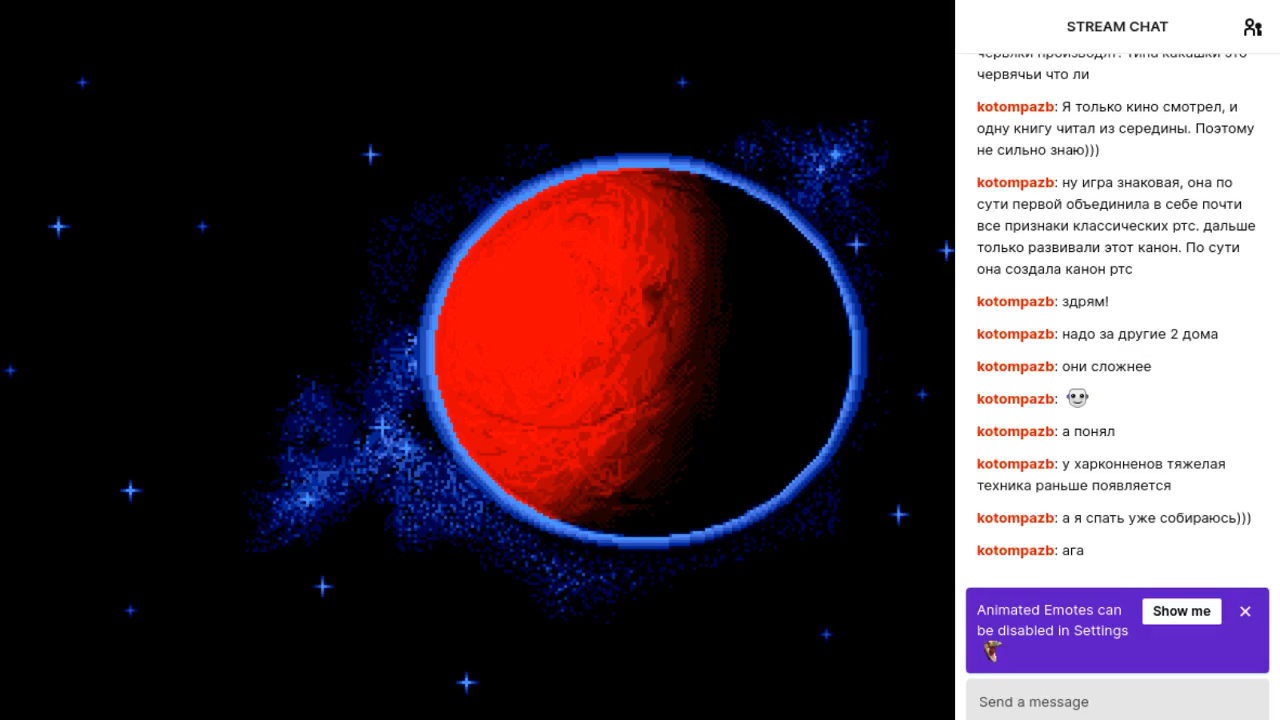 STREAM CHAT
червяки производят? Типа какашки это
червячьи что ли
kotompazb: Я только кино смотрел, и
одну книгу читал из середины. Поэтому
не сильно знаю)))
kotompazb: ну игра знаковая, она по
сути первой объединила в себе почти
все признаки классических ртс. дальше
только развивали этот канон. По сути
она создала канон ртс
kotompazb: здрям!
kotompazb: надо за другие 2 дома
kotompazb: они сложнее
kotompazb:
kotompazb: а понял
kotompazb: у харконненов тяжелая
техника раньше появляется
kotompazb: а я спать уже собираюсь)))
kotompazb: ага
Animated Emotes can
be disabled in Settings
Show me
Send a message